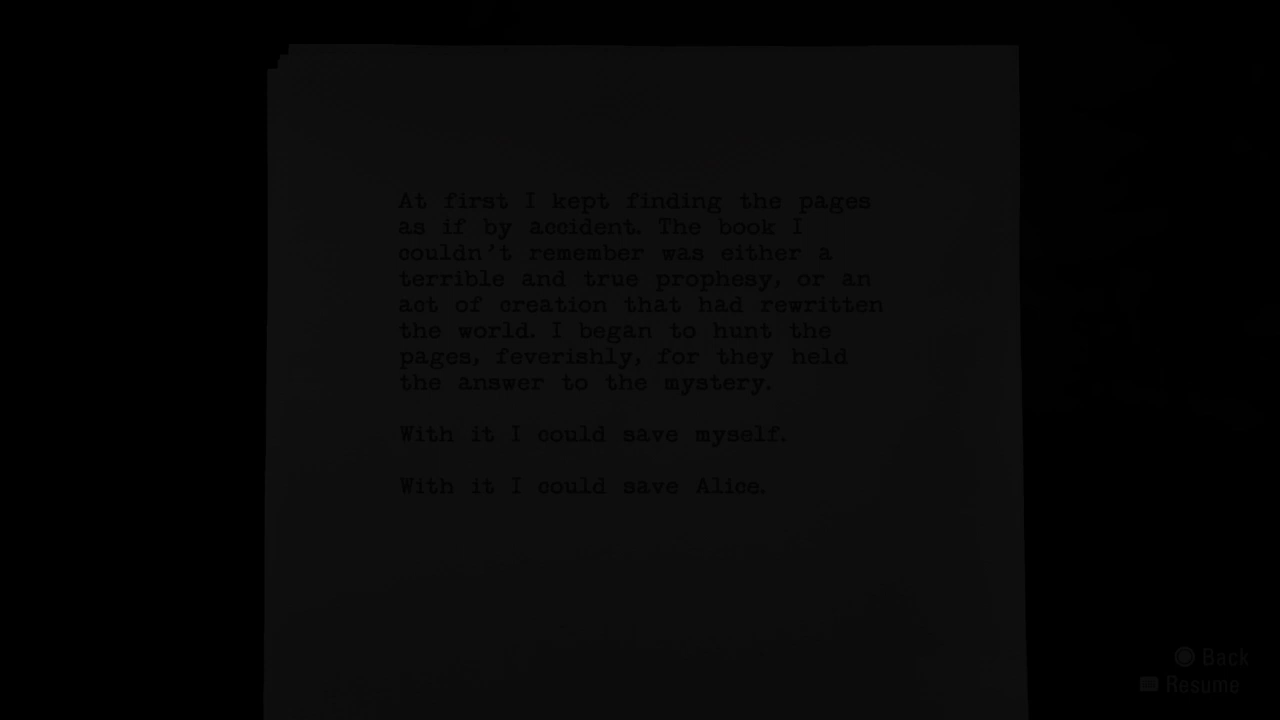 At first I kept finding the pages
as if by accident. The book I
couldn't remember was either a
terrible and true prophesy, or an
act of creation that had rewritten
the world. I began to hunt the
pages, feverishly, for they held
the answer to the mystery.
With it I could save myself.
With it I could save Alice.
Back
Resume